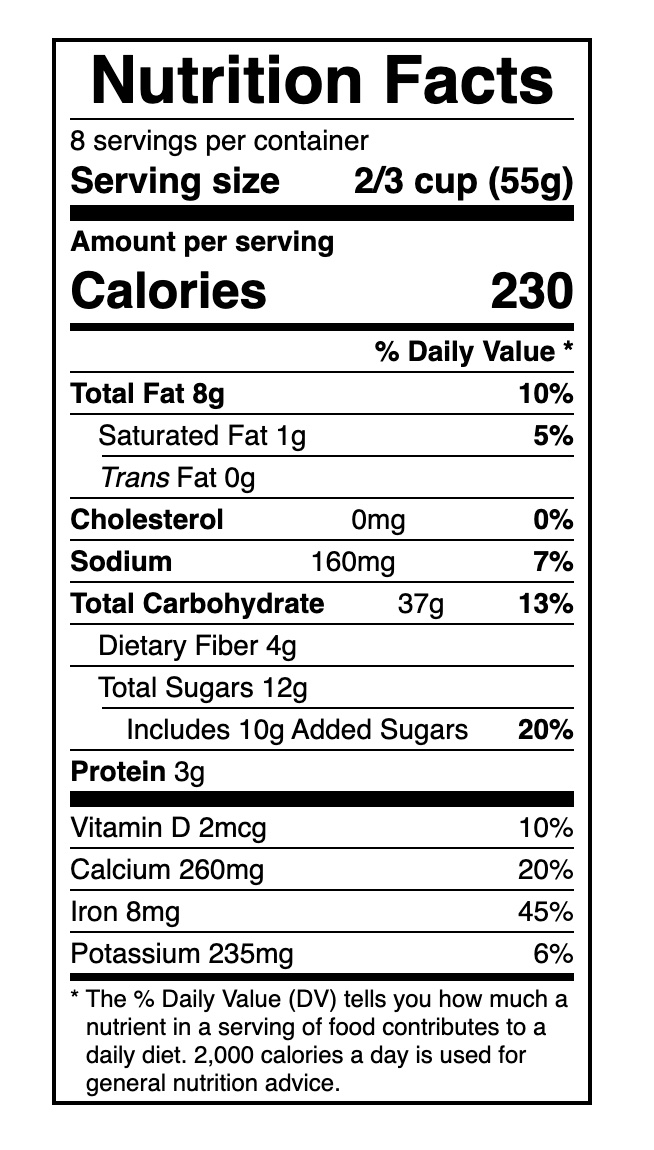 Nutrition Facts
8 servings per container
Serving size 2/3 cup (55g)
Amount per serving
Calories 230
% Daily Value *
Total Fat 8g 10%
Saturated Fat 1g 5%
Trans Fat 0g
Cholesterol 0mg 0%
Sodium 160mg 7%
Total Carbohydrate 37g 13%
Dietary Fiber 4g
Total Sugars 12g
Includes 10g Added Sugars 20%
Protein 3g
Vitamin D 2mcg 10%
Calcium 260mg 20%
Iron 8mg 45%
Potassium 235mg 6%
* The % Daily Value (DV) tells you how much a
nutrient in a serving of food contributes to a
daily diet. 2,000 calories a day is used for
general nutrition advice.